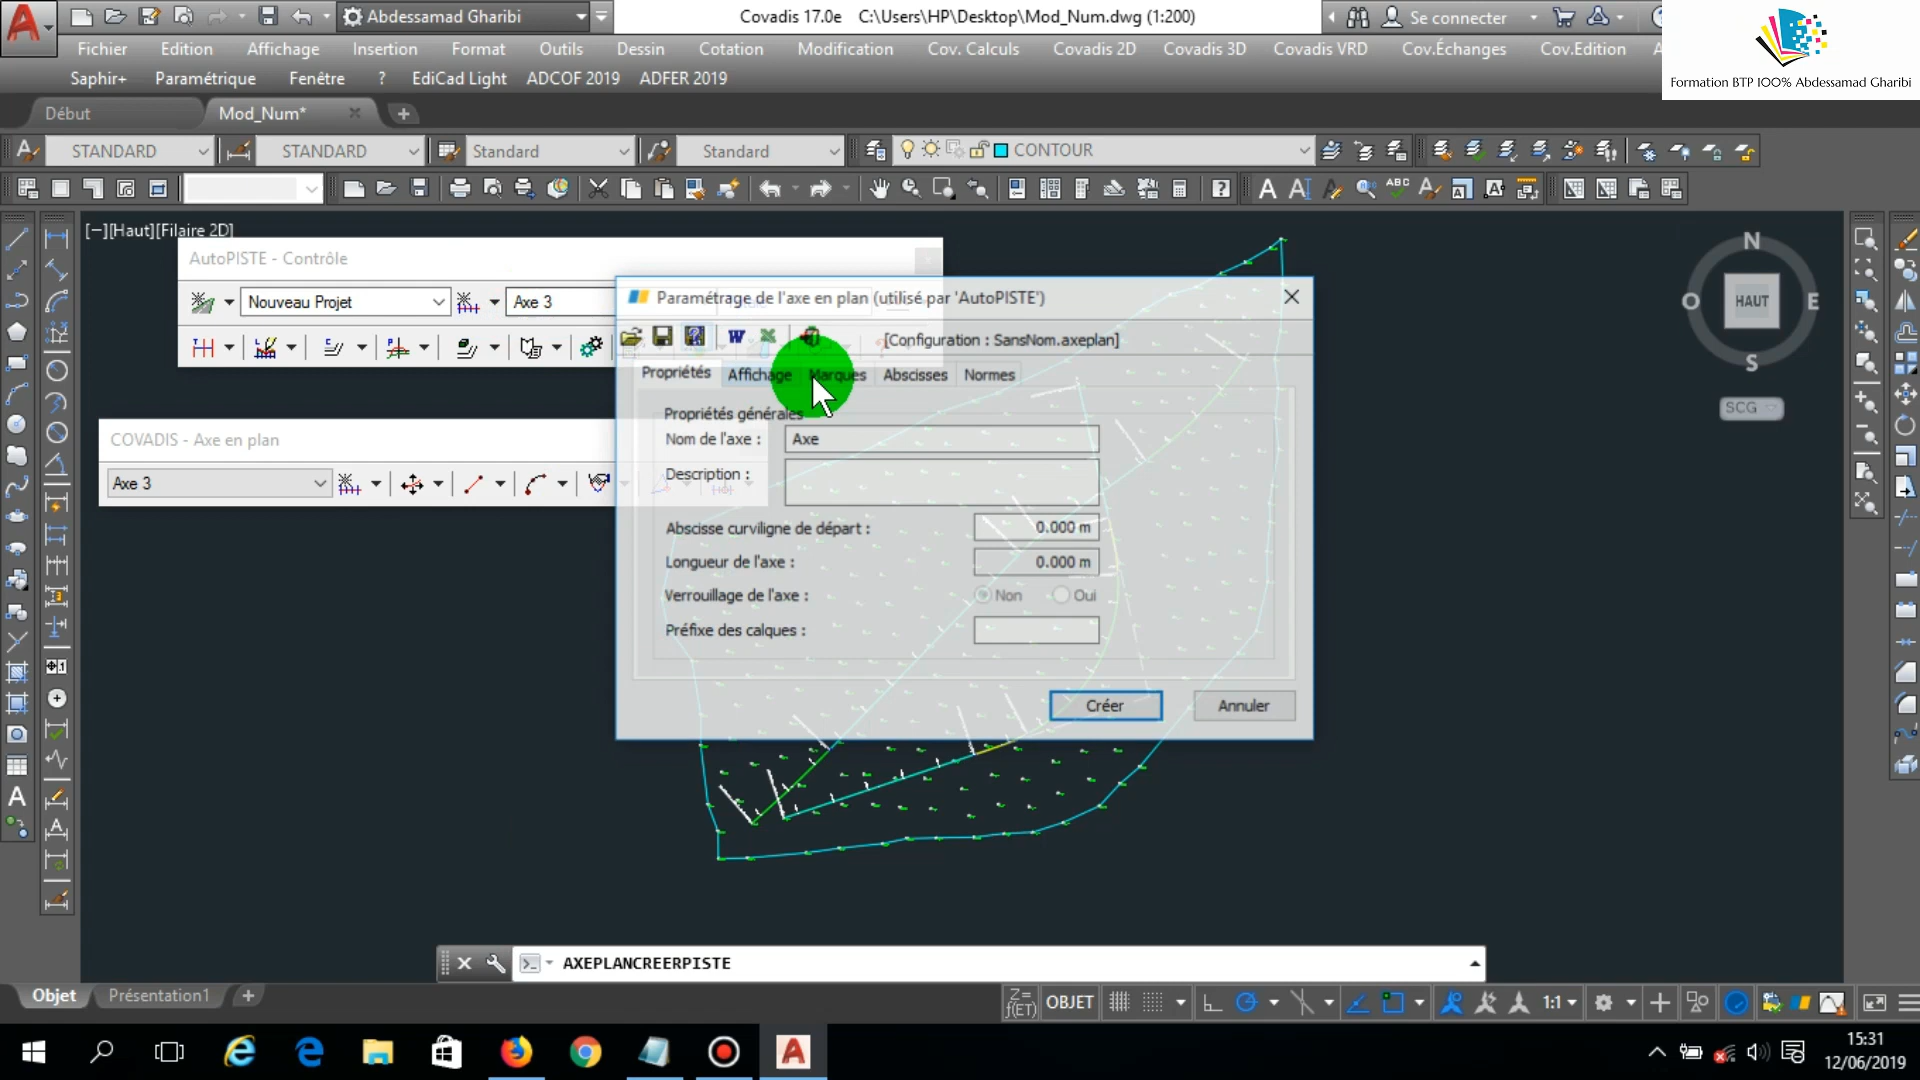 Abdessamad Gharibi
Covadis 17.0e C:\Users\HP\Desktop\Mod_Num.dwg (1:200)
Se connecter
Fichier Edition Affichage Insertion Format Outils Dessin Cotation Modification Cov. Calculs Covadis 2D Covadis 3D Covadis VRD Cov.Échanges Cov.Edition
Saphir+ Paramétrique Fenêtre ? EdiCad Light ADCOF 2019 ADFER 2019
Formation BTP 100% Abdessamad Gharibi
Début Mod_Num*
STANDARD STANDARD Standard Standard CONTOUR
[−][Haut][Filaire 2D]
AutoPISTE - Contrôle
Nouveau Projet Axe 3
COVADIS - Axe en plan
Axe 3
Paramétrage de l'axe en plan (utilisé par 'AutoPISTE')
[Configuration : SansNom.axeplan]
Propriétés Affichage Marques Abscisses Normes
Propriétés générales
Nom de l'axe : Axe
Description :
Abscisse curviligne de départ : 0.000 m
Longueur de l'axe : 0.000 m
Verrouillage de l'axe : Non Oui
Préfixe des calques :
Créer Annuler
N
O HAUT E
S
SCG
AXEPLANCREERPISTE
Objet Présentation1
OBJET 1:1
15:31
12/06/2019